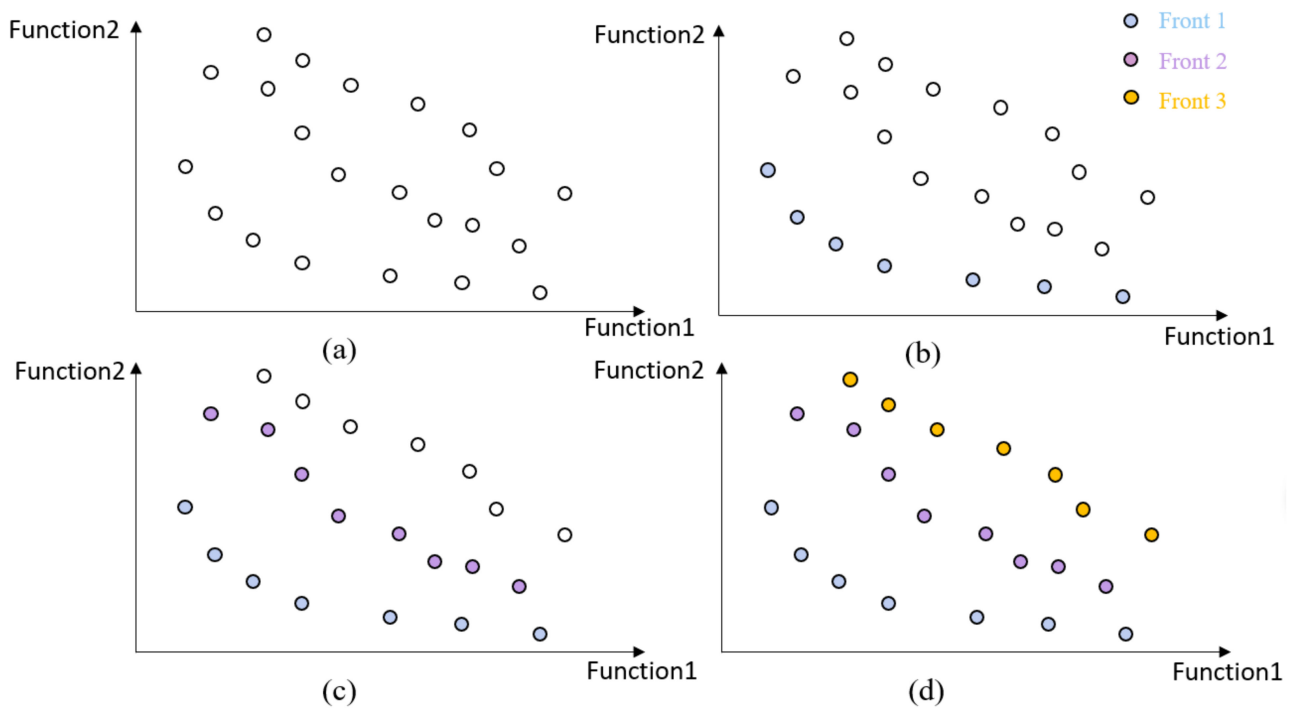 Function2
Function1
(a)
Function2
Front 1
Front 2
Front 3
Function1
(b)
Function2
Function1
(c)
Function2
Function1
(d)